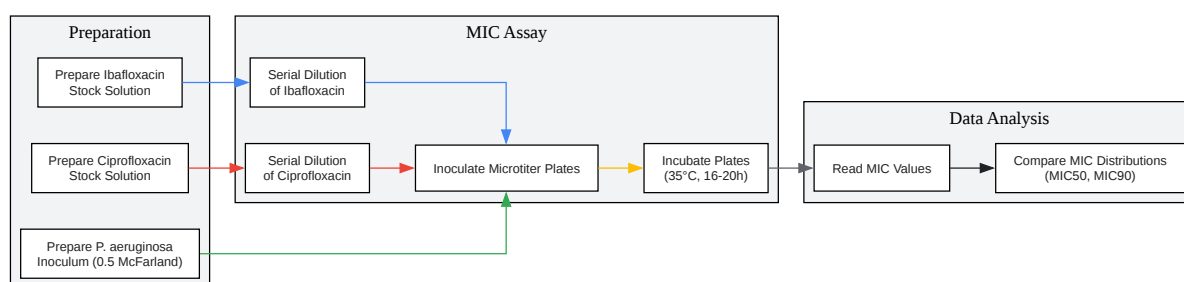 Preparation
Prepare Ibafloxacin
Stock Solution
Prepare Ciprofloxacin
Stock Solution
Prepare P. aeruginosa
Inoculum (0.5 McFarland)
MIC Assay
Serial Dilution
of Ibafloxacin
Serial Dilution
of Ciprofloxacin
Inoculate Microtiter Plates
Incubate Plates
(35°C, 16-20h)
Data Analysis
Read MIC Values
Compare MIC Distributions
(MIC50, MIC90)